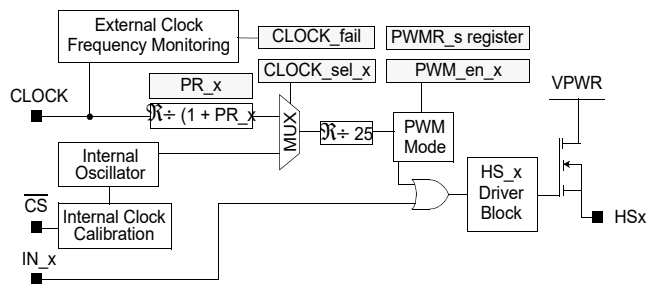 External Clock
Frequency Monitoring
CLOCK_fail
PWMR_s register
CLOCK_sel_x
PWM_en_x
PR_x
VPWR
CLOCK
ℜ÷ (1 + PR_x
MUX
ℜ÷ 25
PWM
Mode
Internal
Oscillator
HS_x
Driver
Block
CS
Internal Clock
Calibration
HSx
IN_x